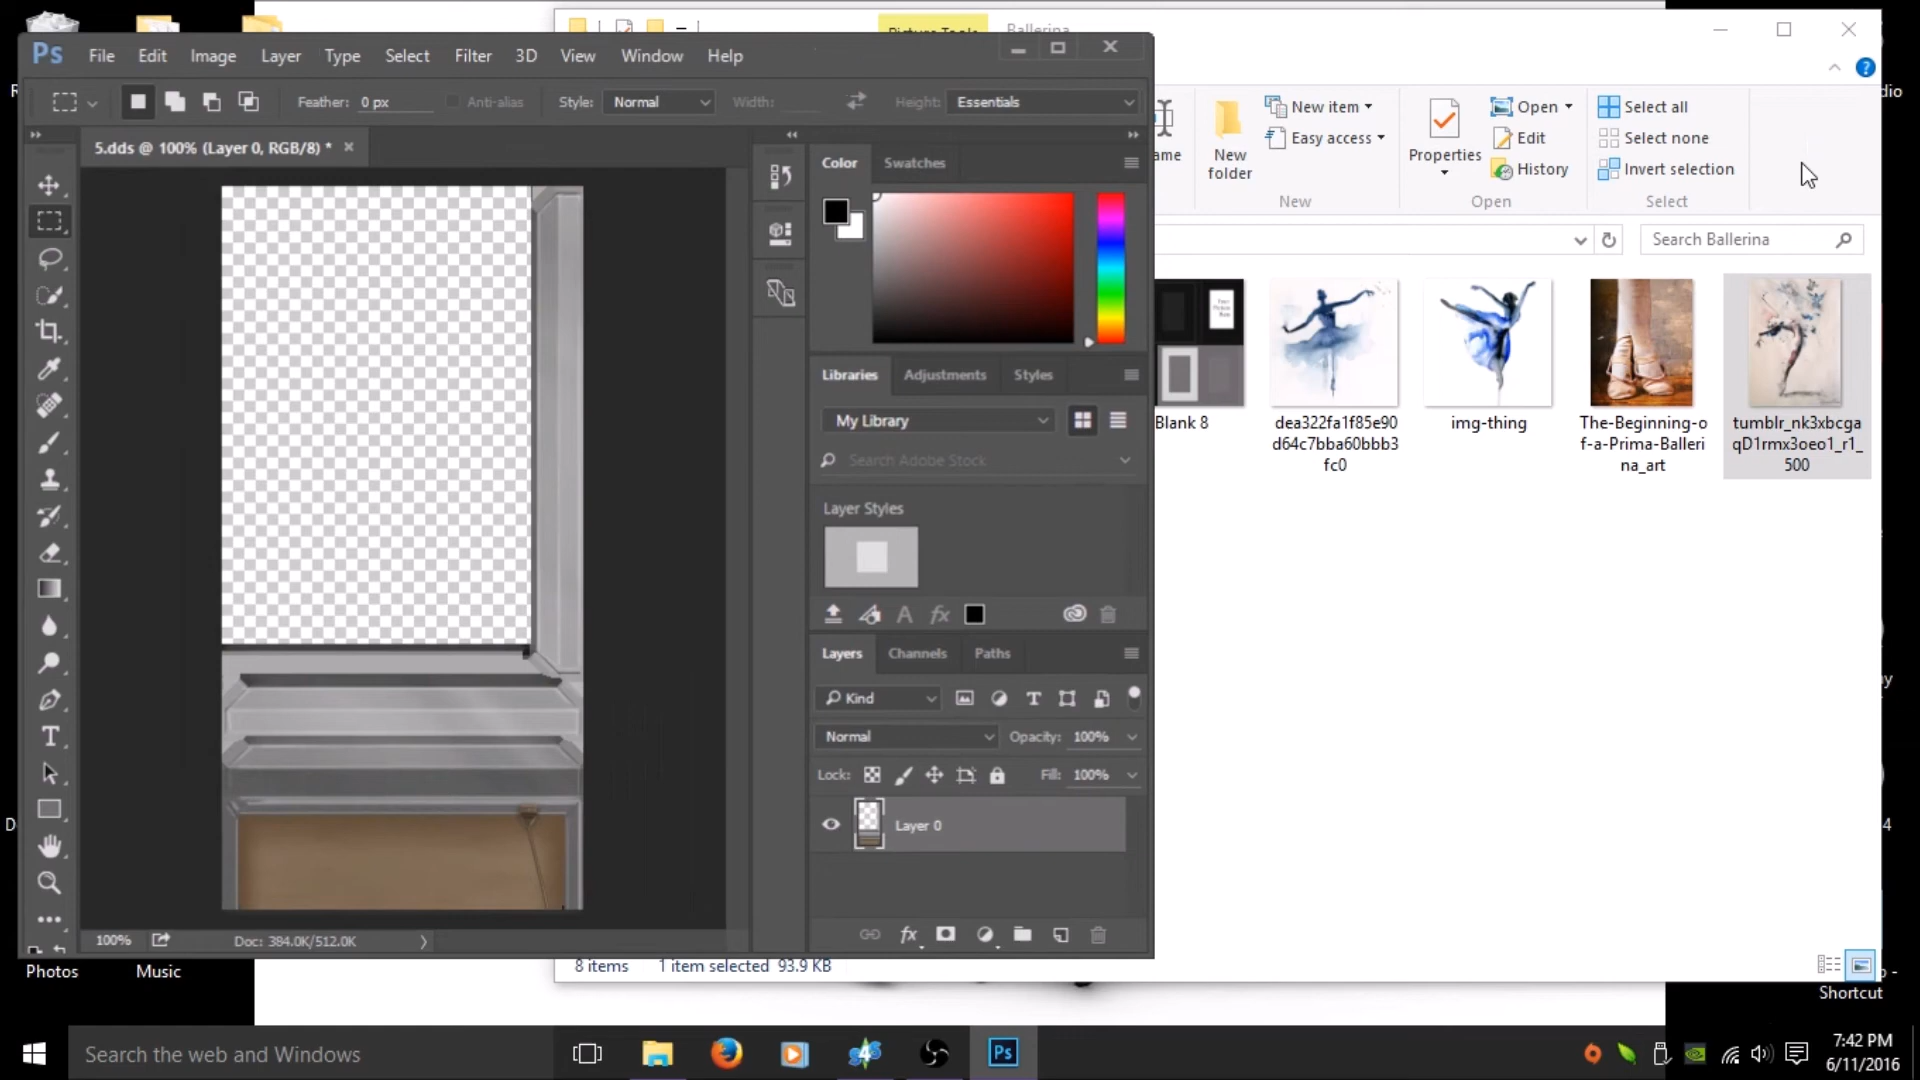 Picture Tools
Ballerina
Ps
File Edit Image Layer Type Select Filter 3D View Window Help
Feather: 0 px
Anti-alias
Style: Normal
Width:
Height:
Essentials
5.dds @ 100% (Layer 0, RGB/8) *
Color
Swatches
Libraries
Adjustments
Styles
My Library
Search Adobe Stock
Layer Styles
Layers
Channels
Paths
Kind
Normal
Opacity: 100%
Lock:
Fill: 100%
Layer 0
100%
Doc: 384.0K/512.0K
ame
New
folder
New item
Easy access
New
Properties
Open
Edit
History
Open
Select all
Select none
Invert selection
Select
Search Ballerina
Blank 8
dea322fa1f85e90
d64c7bba60bbb3
fc0
img-thing
The-Beginning-o
f-a-Prima-Balleri
na_art
tumblr_nk3xbcga
qD1rmx3oeo1_r1_
500
8 items
1 item selected 93.9 KB
Photos
Music
Shortcut
Search the web and Windows
Ps
7:42 PM
6/11/2016